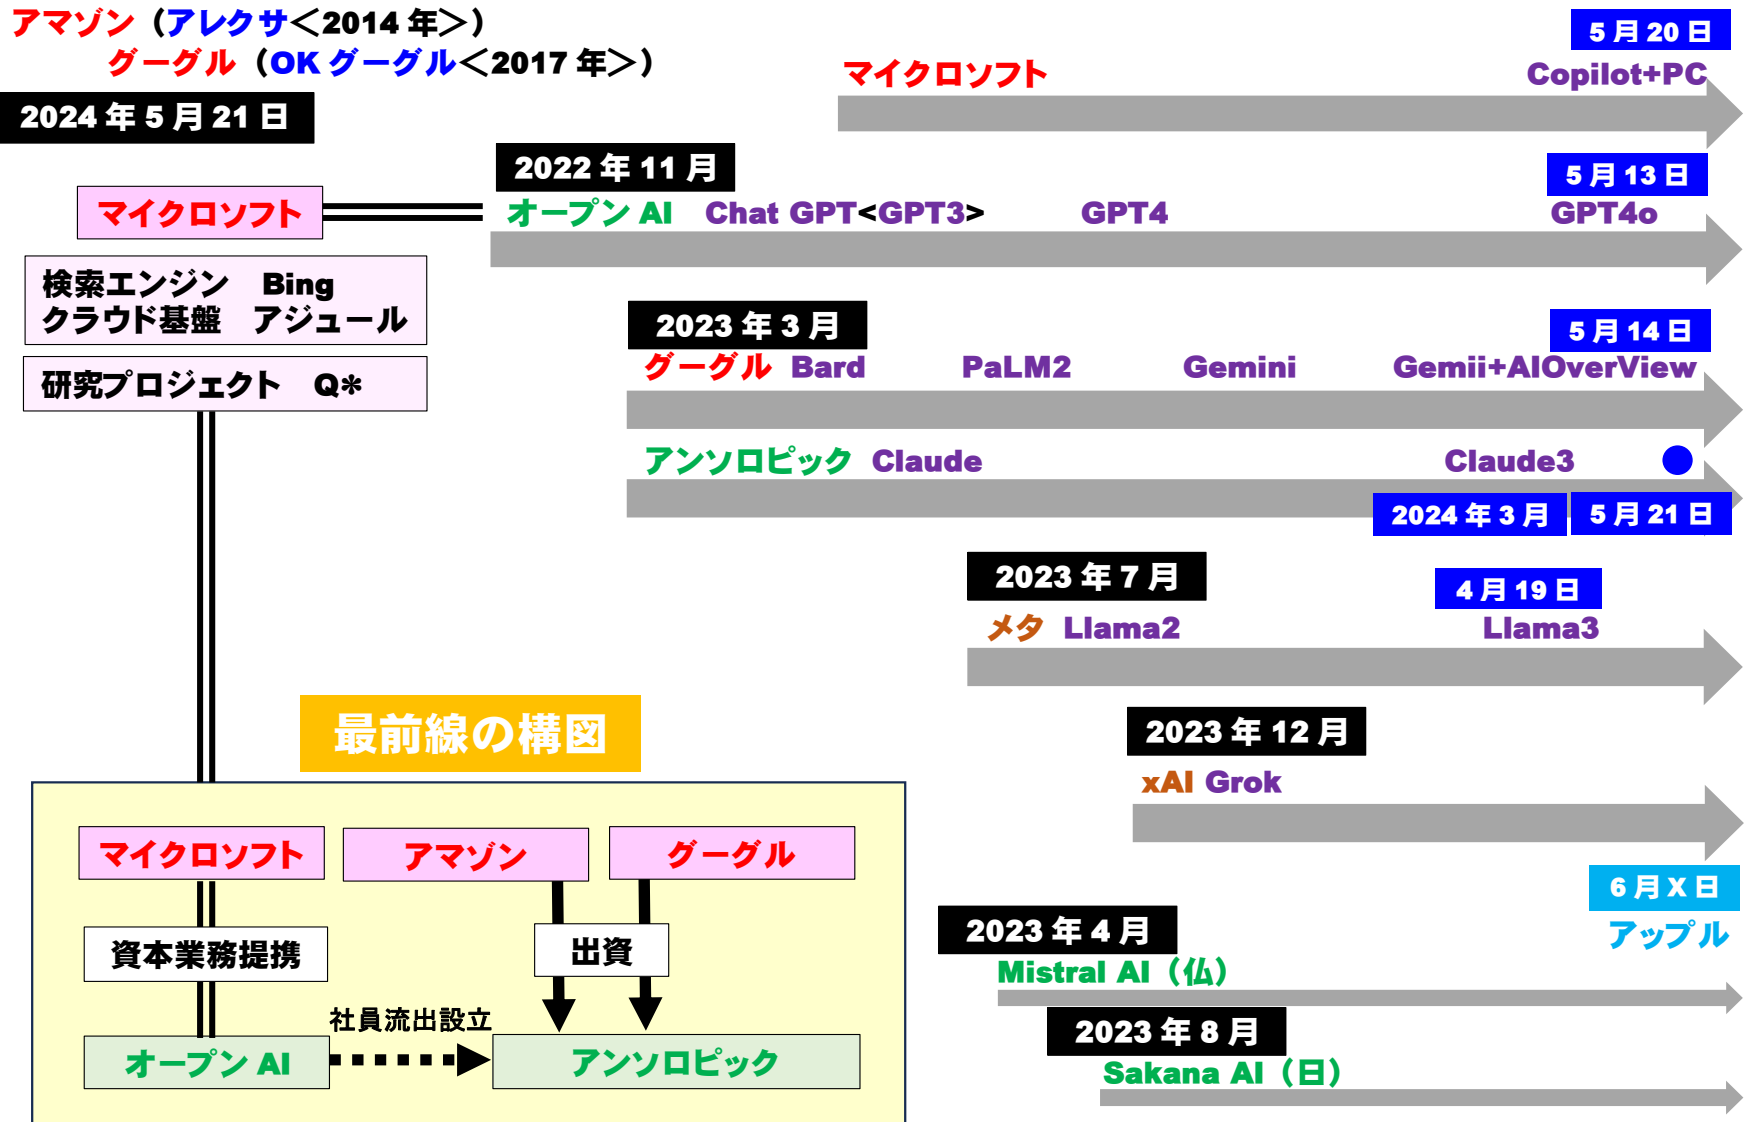 アマゾン（アレクサ＜2014年＞）
グーグル（OKグーグル＜2017年＞）
2024年5月21日
5月20日
マイクロソフト Copilot+PC
2022年11月
5月13日
マイクロソフト
オープンAI Chat GPT<GPT3> GPT4 GPT4o
検索エンジン Bing
クラウド基盤 アジュール
研究プロジェクト Q＊
2023年3月
5月14日
グーグル Bard PaLM2 Gemini Gemii+AIOverView
アンソロピック Claude Claude3
2024年3月 5月21日
2023年7月
4月19日
メタ Llama2 Llama3
2023年12月
xAI Grok
6月X日
アップル
2023年4月
Mistral AI（仏）
2023年8月
Sakana AI（日）
最前線の構図
マイクロソフト アマゾン グーグル
資本業務提携 出資
社員流出設立
オープンAI アンソロピック